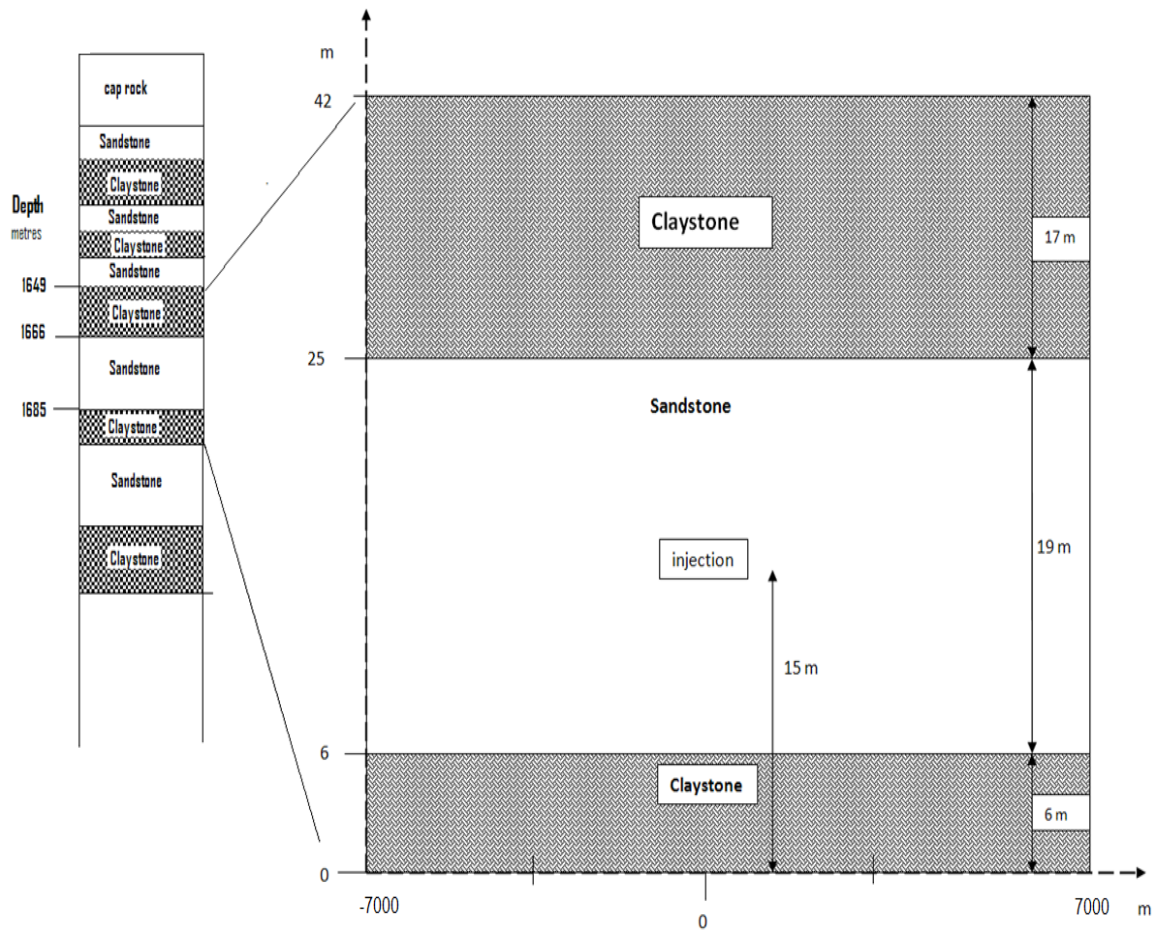 cap rock
Sandstone
Claystone
Sandstone
Claystone
Sandstone
Claystone
Sandstone
Claystone
Sandstone
Claystone
Depth
metres
1649
1666
1685
m
42
25
6
0
Claystone
17 m
Sandstone
injection
19 m
15 m
Claystone
6 m
-7000
0
7000
m